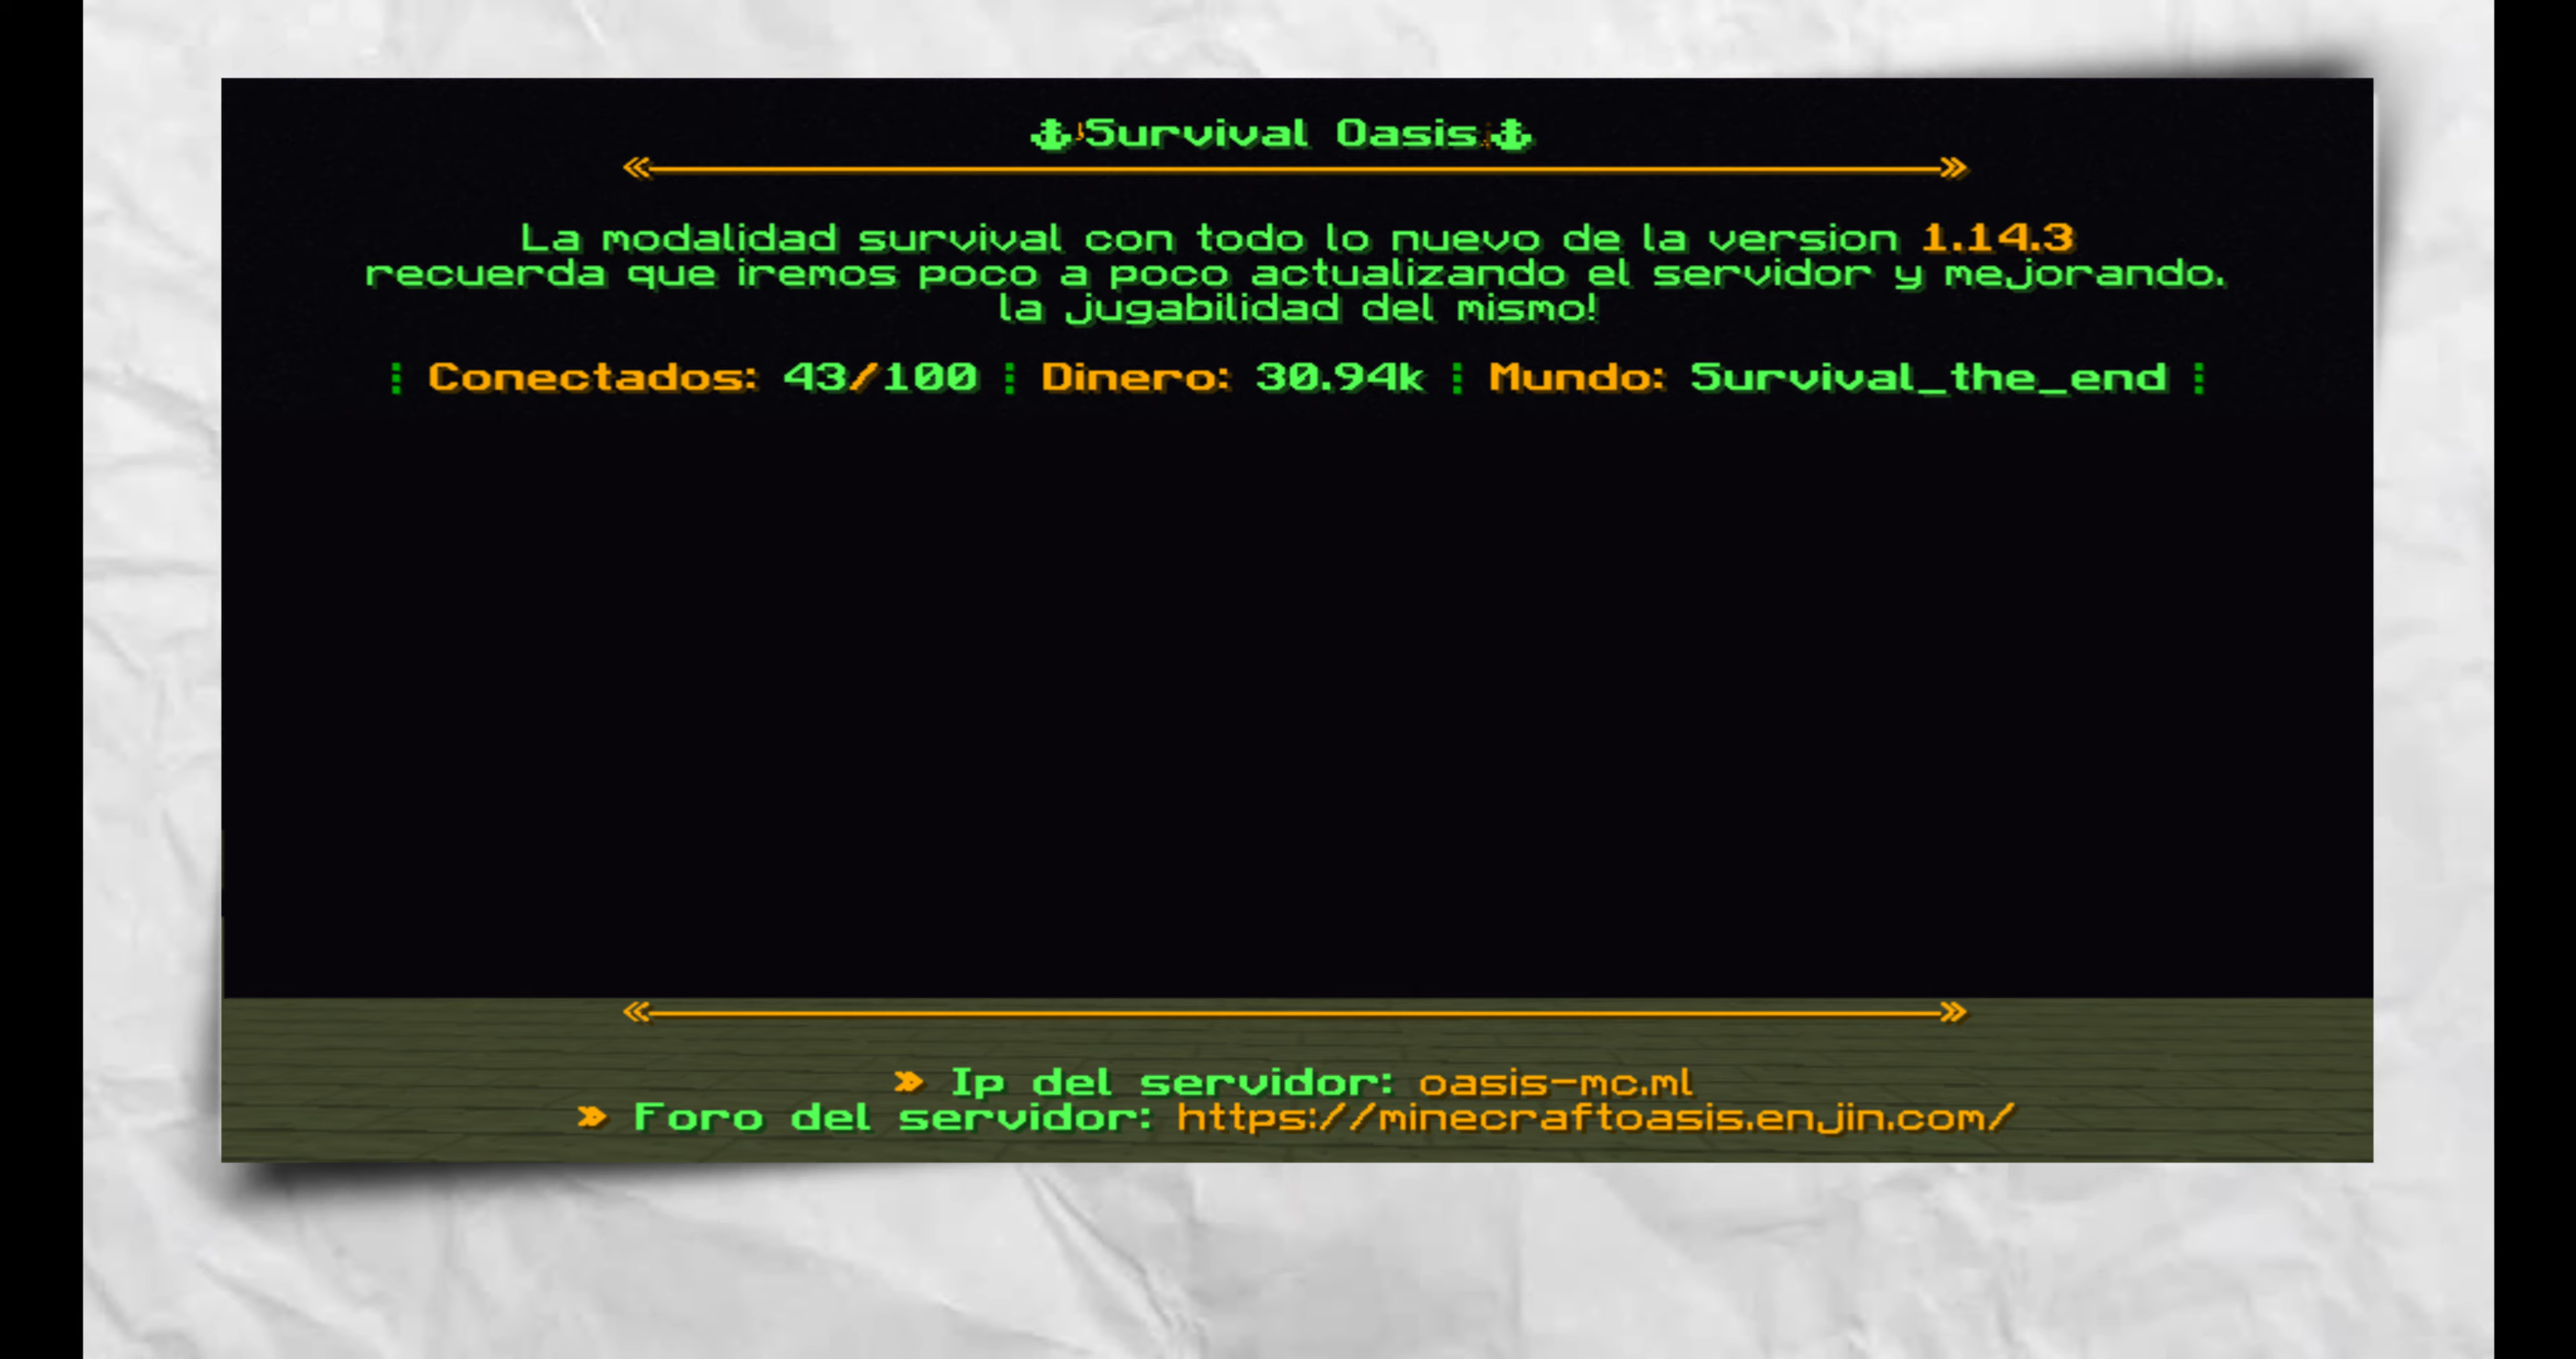 ⚓Survival Oasis⚓
La modalidad survival con todo lo nuevo de la version 1.14.3
recuerda que iremos poco a poco actualizando el servidor y mejorando.
la jugabilidad del mismo!
⋮ Conectados: 43/100 ⋮ Dinero: 30.94k ⋮ Mundo: Survival_the_end ⋮
» Ip del servidor: oasis-mc.ml
» Foro del servidor: https://minecraftoasis.enjin.com/